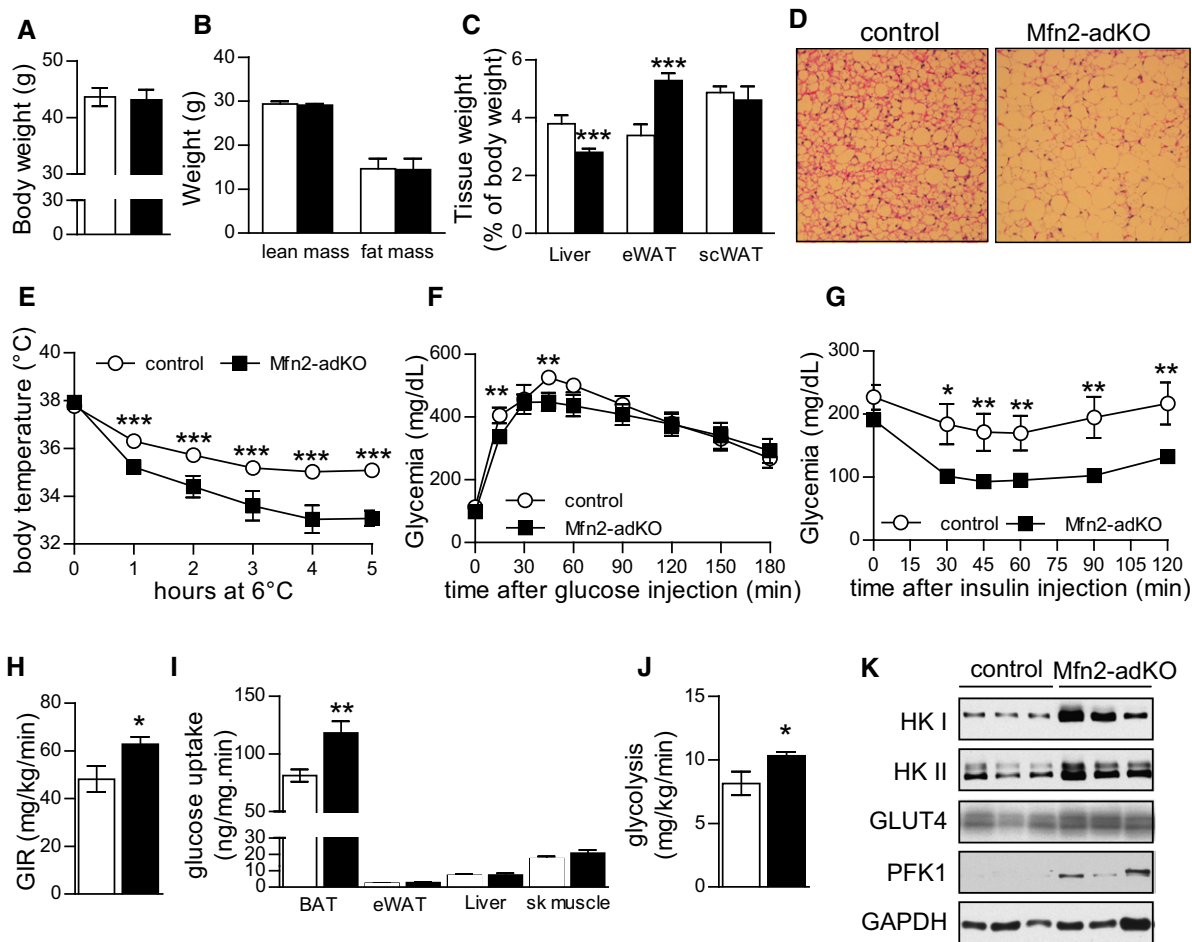 A
Body weight (g)
50
40
30
30
0
B
Weight (g)
40
30
20
10
0
lean mass fat mass
C
Tissue weight
(% of body weight)
6
4
2
0
***
***
Liver eWAT scWAT
D
control Mfn2-adKO
E
body temperature (°C)
40
38
36
34
32
control Mfn2-adKO
*** *** *** *** ***
0 1 2 3 4 5
hours at 6°C
F
Glycemia (mg/dL)
600
400
200
0
** **
control
Mfn2-adKO
0 30 60 90 120 150 180
time after glucose injection (min)
G
Glycemia (mg/dL)
300
200
100
0
* ** ** ** **
control Mfn2-adKO
0 15 30 45 60 75 90 105 120
time after insulin injection (min)
H
GIR (mg/kg/min)
80
60
40
20
0
*
I
glucose uptake
(ng/mg.min)
150
100
50
30
20
10
0
**
BAT eWAT Liver sk muscle
J
glycolysis
(mg/kg/min)
15
10
5
0
*
K
control Mfn2-adKO
HK I
HK II
GLUT4
PFK1
GAPDH